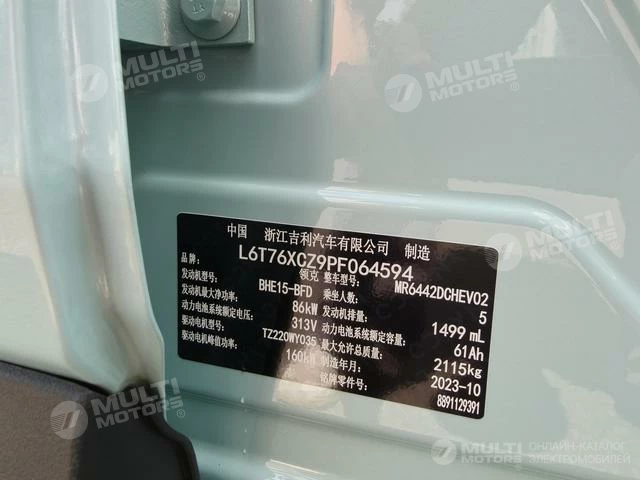 MULTI MOTORS®
MULTI MOTORS®
中国 浙江吉利汽车有限公司 制造
L6T76XCZ9PF064594
品牌: 领克 整车型号: MR6442DCHEV02
发动机型号: BHE15-BFD 乘坐人数: 5
发动机最大净功率: 86kW 发动机排量: 1499 mL
动力电池系统额定电压: 313V 动力电池系统额定容量: 61Ah
驱动电机型号: TZ220WY035 最大允许总质量: 2115kg
驱动电机峰值功率: 160kW 制造年月: 2023-10
铭牌零件号: 8891129391
MULTI MOTORS®
MULTI MOTORS
ОНЛАЙН-КАТАЛОГ
ЭЛЕКТРОМОБИЛЕЙ